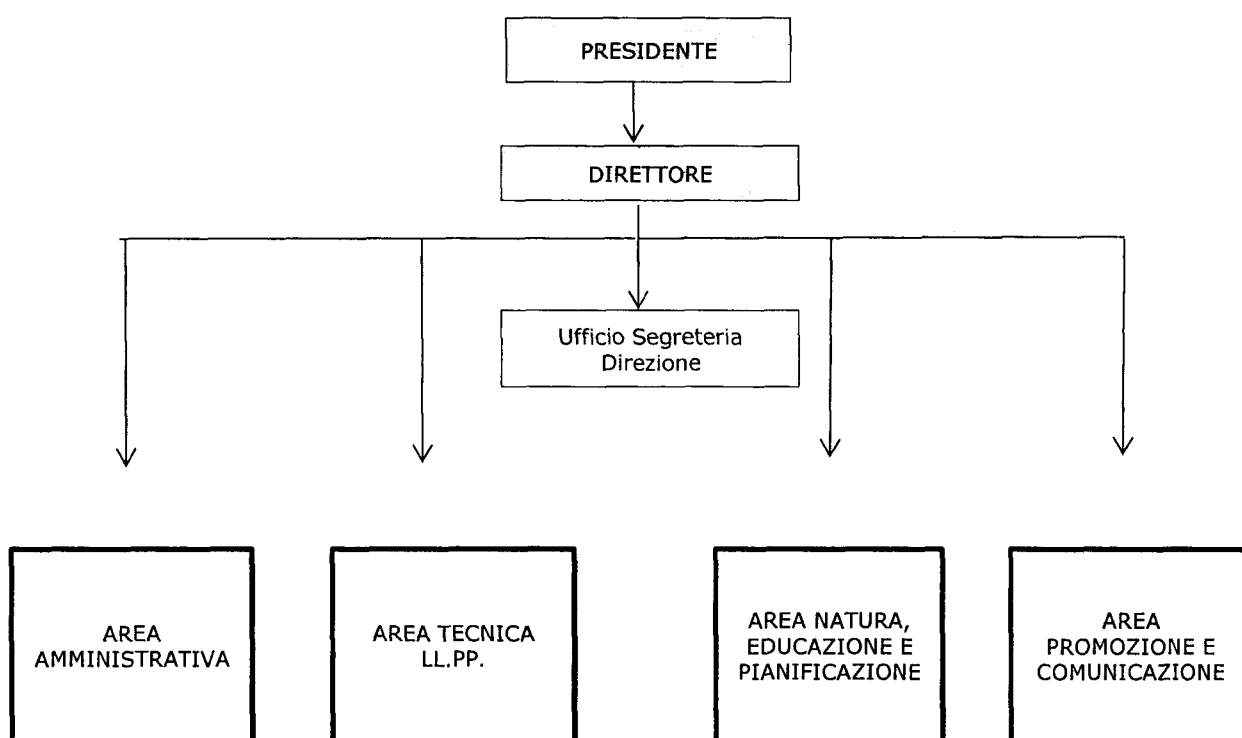 PRESIDENTE
DIRETTORE
Ufficio Segreteria
Direzione
AREA
AMMINISTRATIVA
AREA TECNICA
LL.PP.
AREA NATURA,
EDUCAZIONE E
PIANIFICAZIONE
AREA
PROMOZIONE E
COMUNICAZIONE